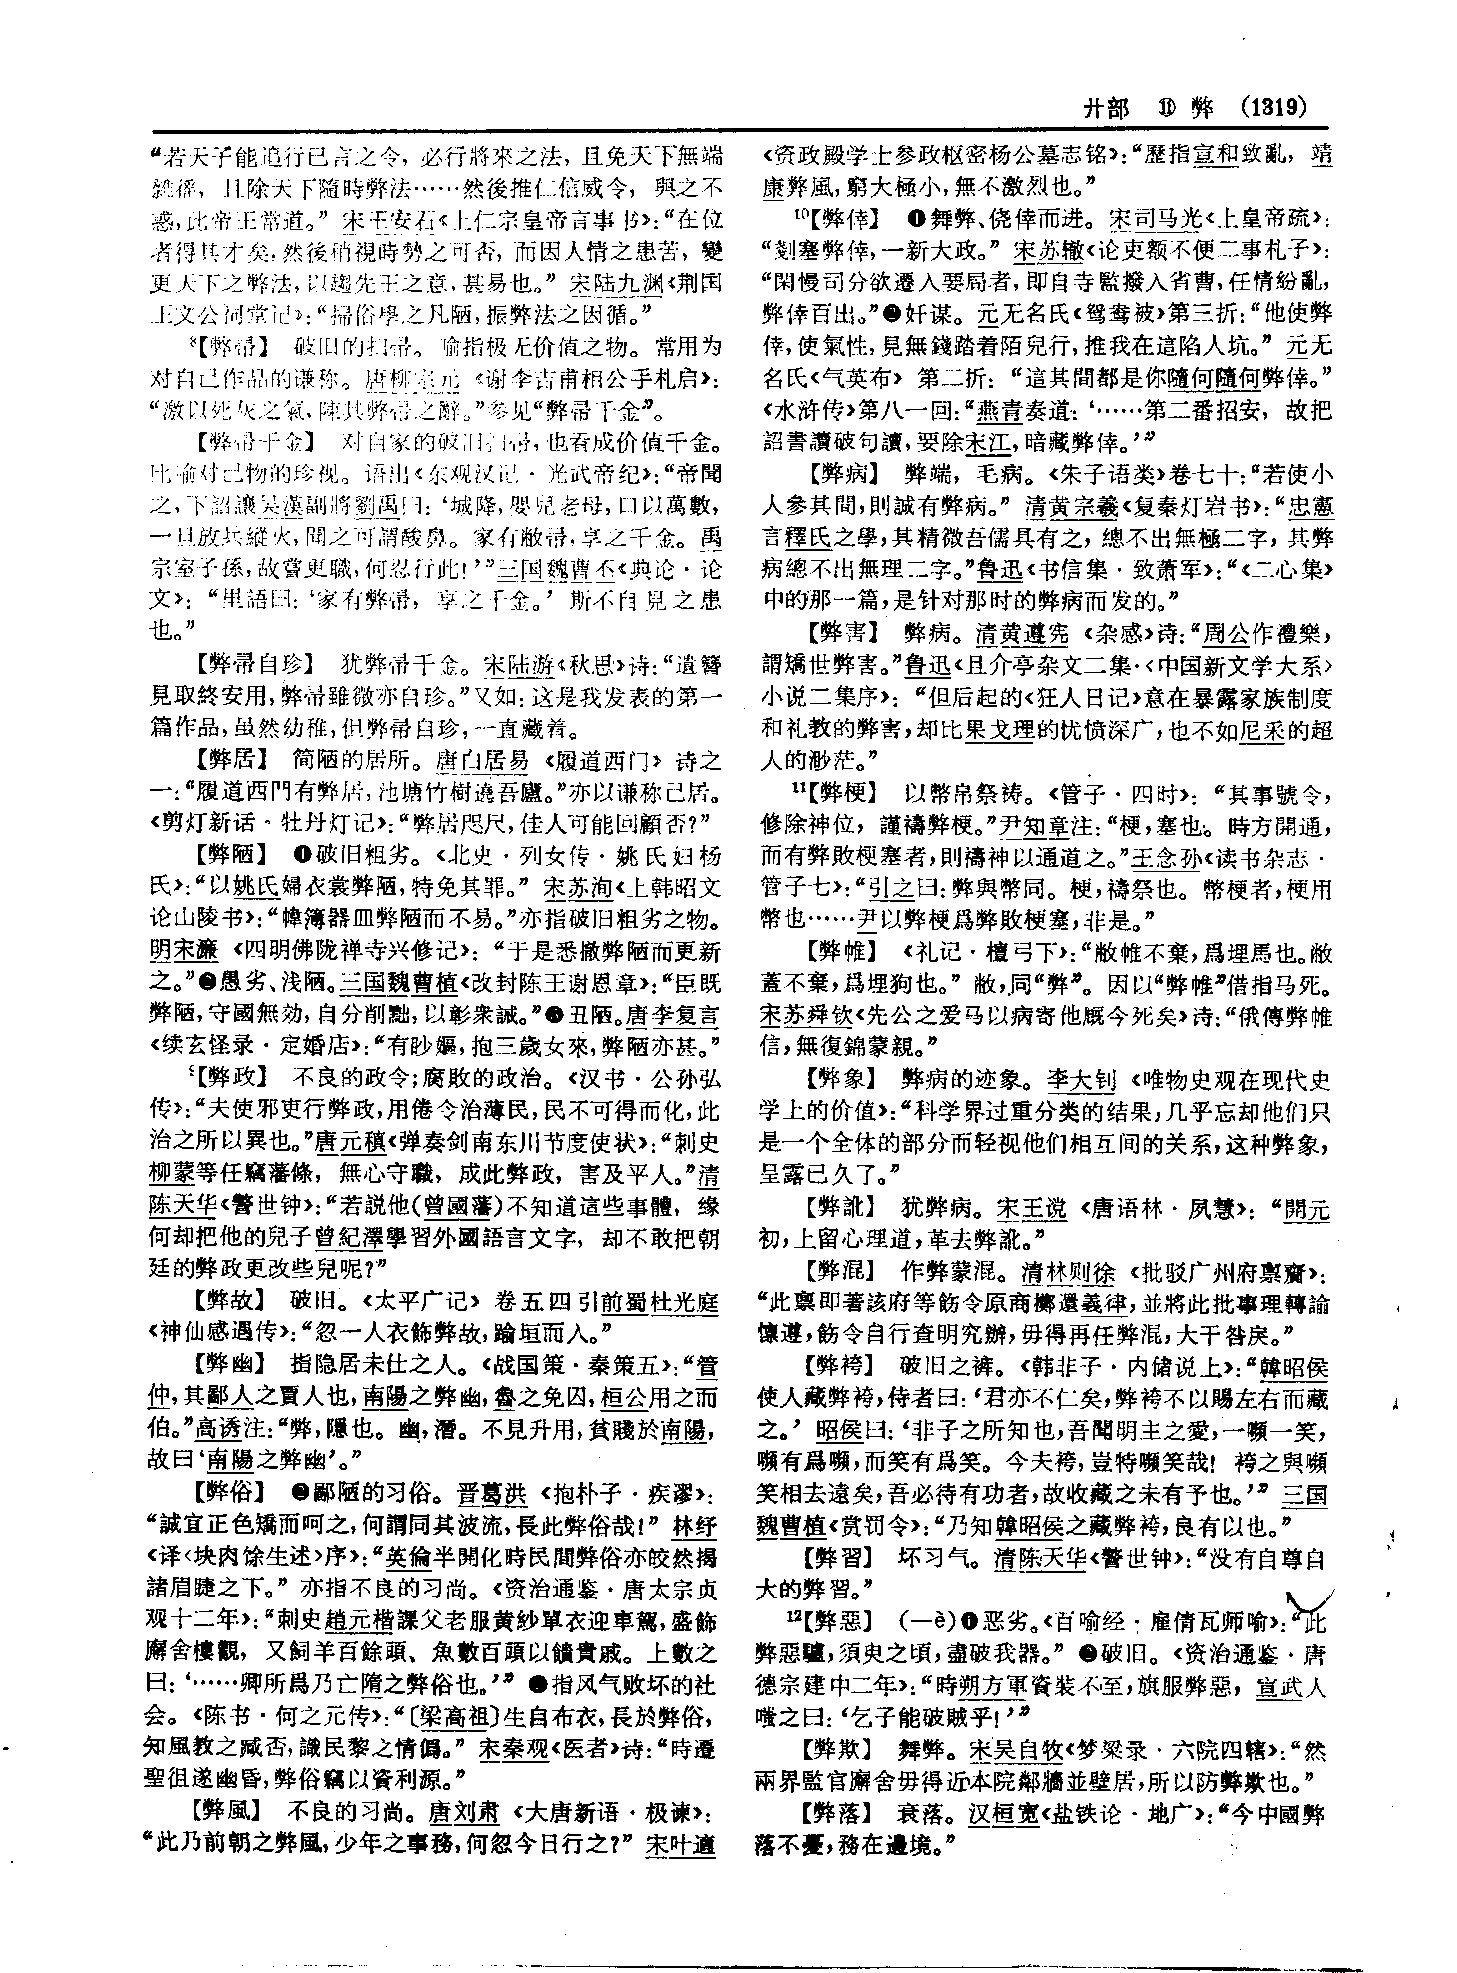 廾部 ⑪ 弊 (1319)
“若天子能追行已言之令，必行將來之法，且免天下無端
雜徭，且除天下隨時弊法……然後推仁信威令，與之不
惑，此帝王常道。”宋王安石《上仁宗皇帝言事书》：“在位
者得其才矣，然後稍視時勢之可否，而因人情之患苦，變
更天下之弊法，以趨先王之意，甚易也。”宋陆九渊《荆国
王文公祠堂记》：“掃俗學之凡陋，振弊法之因循。”
⁸【弊帚】 破旧的扫帚。喻指极无价值之物。常用为
对自己作品的谦称。唐柳宗元《谢李吉甫相公手札启》：
“激以死灰之氣，陳其弊帚之辭。”参见“弊帚千金”。
【弊帚千金】 对自家的破旧扫帚，也看成价值千金。
比喻对己物的珍视。语出《东观汉记·光武帝纪》：“帝聞
之，下詔讓吴漢副將劉禹曰：‘城降，嬰兒老母，口以萬數，
一旦放兵縱火，聞之可謂酸鼻。家有敝帚，享之千金。禹
宗室子孫，故嘗更職，何忍行此！’”三国魏曹丕《典论·论
文》：“里語曰：‘家有弊帚，享之千金。’斯不自見之患
也。”
【弊帚自珍】 犹弊帚千金。宋陆游《秋思》诗：“遺簪
見取終安用，弊帚雖微亦自珍。”又如：这是我发表的第一
篇作品，虽然幼稚，但弊帚自珍，一直藏着。
【弊居】 简陋的居所。唐白居易《履道西门》诗之
一：“履道西門有弊居，池塘竹樹遶吾廬。”亦以谦称己居。
《剪灯新话·牡丹灯记》：“弊居咫尺，佳人可能回顧否？”
【弊陋】 ❶破旧粗劣。《北史·列女传·姚氏妇杨
氏》：“以姚氏婦衣裳弊陋，特免其罪。”宋苏洵《上韩昭文
论山陵书》：“幃簿器皿弊陋而不易。”亦指破旧粗劣之物。
明宋濂《四明佛陇禅寺兴修记》：“于是悉撤弊陋而更新
之。”❷愚劣、浅陋。三国魏曹植《改封陈王谢恩章》：“臣既
弊陋，守國無効，自分削黜，以彰衆誡。”❸丑陋。唐李复言
《续玄怪录·定婚店》：“有眇嫗，抱三歲女來，弊陋亦甚。”
⁹【弊政】 不良的政令；腐败的政治。《汉书·公孙弘
传》：“夫使邪吏行弊政，用倦令治薄民，民不可得而化，此
治之所以異也。”唐元稹《弹奏剑南东川节度使状》：“刺史
柳蒙等任竊藩條，無心守職，成此弊政，害及平人。”清
陈天华《警世钟》：“若説他(曾國藩)不知道這些事體，缘
何却把他的兒子曾紀澤學習外國語言文字，却不敢把朝
廷的弊政更改些兒呢？”
【弊故】 破旧。《太平广记》卷五四引前蜀杜光庭
《神仙感遇传》：“忽一人衣飾弊故，踰垣而入。”
【弊幽】 指隐居未仕之人。《战国策·秦策五》：“管
仲，其鄙人之賈人也，南陽之弊幽，魯之免囚，桓公用之而
伯。”高诱注：“弊，隱也。幽，潛。不見升用，貧賤於南陽，
故曰‘南陽之弊幽’。”
【弊俗】 ❶鄙陋的习俗。晋葛洪《抱朴子·疾谬》：
“誠宜正色矯而呵之，何謂同其波流，長此弊俗哉！”林纾
《译〈块肉馀生述〉序》：“英倫半開化時民間弊俗亦皎然揭
諸眉睫之下。”亦指不良的习尚。《资治通鉴·唐太宗贞
观十二年》：“刺史趙元楷課父老服黄紗單衣迎車駕，盛飾
廨舍樓觀，又飼羊百餘頭、魚數百頭以饋貴戚。上數之
曰：‘……卿所爲乃亡隋之弊俗也。’”❷指风气败坏的社
会。《陈书·何之元传》：“〔梁高祖〕生自布衣，長於弊俗，
知風教之臧否，識民黎之情僞。”宋秦观《医者》诗：“時遷
聖徂遂幽昏，弊俗竊以資利源。”
【弊風】 不良的习尚。唐刘肃《大唐新语·极谏》：
“此乃前朝之弊風，少年之事務，何忽今日行之？”宋叶適
《资政殿学士参政枢密杨公墓志铭》：“歷指宣和致亂，靖
康弊風，窮大極小，無不激烈也。”
¹⁰【弊倖】 ❶舞弊、侥倖而进。宋司马光《上皇帝疏》：
“剗塞弊倖，一新大政。”宋苏辙《论吏额不便二事札子》：
“閑慢司分欲遷入要局者，即自寺監撥入省曹，任情紛亂，
弊倖百出。”❷奸谋。元无名氏《鸳鸯被》第三折：“他使弊
倖，使氣性，見無錢踏着陌兒行，推我在這陷人坑。”元无
名氏《气英布》第二折：“這其間都是你隨何隨何弊倖。”
《水浒传》第八一回：“燕青奏道：‘……第二番招安，故把
詔書讀破句讀，要除宋江，暗藏弊倖。’”
【弊病】 弊端，毛病。《朱子语类》卷七十：“若使小
人參其間，則誠有弊病。”清黄宗羲《复秦灯岩书》：“忠憲
言釋氏之學，其精微吾儒具有之，總不出無極二字，其弊
病總不出無理二字。”鲁迅《书信集·致萧军》：“《二心集》
中的那一篇，是针对那时的弊病而发的。”
【弊害】 弊病。清黄遵宪《杂感》诗：“周公作禮樂，
謂矯世弊害。”鲁迅《且介亭杂文二集·〈中国新文学大系〉
小说二集序》：“但后起的《狂人日记》意在暴露家族制度
和礼教的弊害，却比果戈理的忧愤深广，也不如尼采的超
人的渺茫。”
¹¹【弊梗】 以幣帛祭祷。《管子·四时》：“其事號令，
修除神位，謹禱弊梗。”尹知章注：“梗，塞也。時方開通，
而有弊敗梗塞者，則禱神以通道之。”王念孙《读书杂志·
管子七》：“引之曰：弊與幣同。梗，禱祭也。幣梗者，梗用
幣也……尹以弊梗爲弊敗梗塞，非是。”
【弊帷】 《礼记·檀弓下》：“敝帷不棄，爲埋馬也。敝
蓋不棄，爲埋狗也。”敝，同“弊”。因以“弊帷”借指马死。
宋苏舜钦《先公之爱马以病寄他厩今死矣》诗：“俄傳弊帷
信，無復錦蒙親。”
【弊象】 弊病的迹象。李大钊《唯物史观在现代史
学上的价值》：“科学界过重分类的结果，几乎忘却他们只
是一个全体的部分而轻视他们相互间的关系，这种弊象，
呈露已久了。”
【弊訛】 犹弊病。宋王谠《唐语林·夙慧》：“開元
初，上留心理道，革去弊訛。”
【弊混】 作弊蒙混。清林则徐《批驳广州府禀覆》：
“此禀即著該府等飭令原商擲還義律，並將此批事理轉諭
懔遵，飭令自行查明究辦，毋得再任弊混，大干咎戾。”
【弊袴】 破旧之裤。《韩非子·内储说上》：“韓昭侯
使人藏弊袴，侍者曰：‘君亦不仁矣，弊袴不以賜左右而藏
之。’昭侯曰：‘非子之所知也，吾聞明主之愛，一嚬一笑，
嚬有爲嚬，而笑有爲笑。今夫袴，豈特嚬笑哉！袴之與嚬
笑相去遠矣，吾必待有功者，故收藏之未有予也。’”三国
魏曹植《赏罚令》：“乃知韓昭侯之藏弊袴，良有以也。”
【弊習】 坏习气。清陈天华《警世钟》：“没有自尊自
大的弊習。”
¹²【弊惡】 (—è)❶恶劣。《百喻经·雇倩瓦师喻》：“此
弊惡驢，須臾之頃，盡破我器。”❷破旧。《资治通鉴·唐
德宗建中二年》：“時朔方軍資装不至，旗服弊惡，宣武人
嗤之曰：‘乞子能破賊乎！’”
【弊欺】 舞弊。宋吴自牧《梦粱录·六院四辖》：“然
兩界監官廨舍毋得近本院鄰牆並壁居，所以防弊欺也。”
【弊落】 衰落。汉桓宽《盐铁论·地广》：“今中國弊
落不憂，務在邊境。”